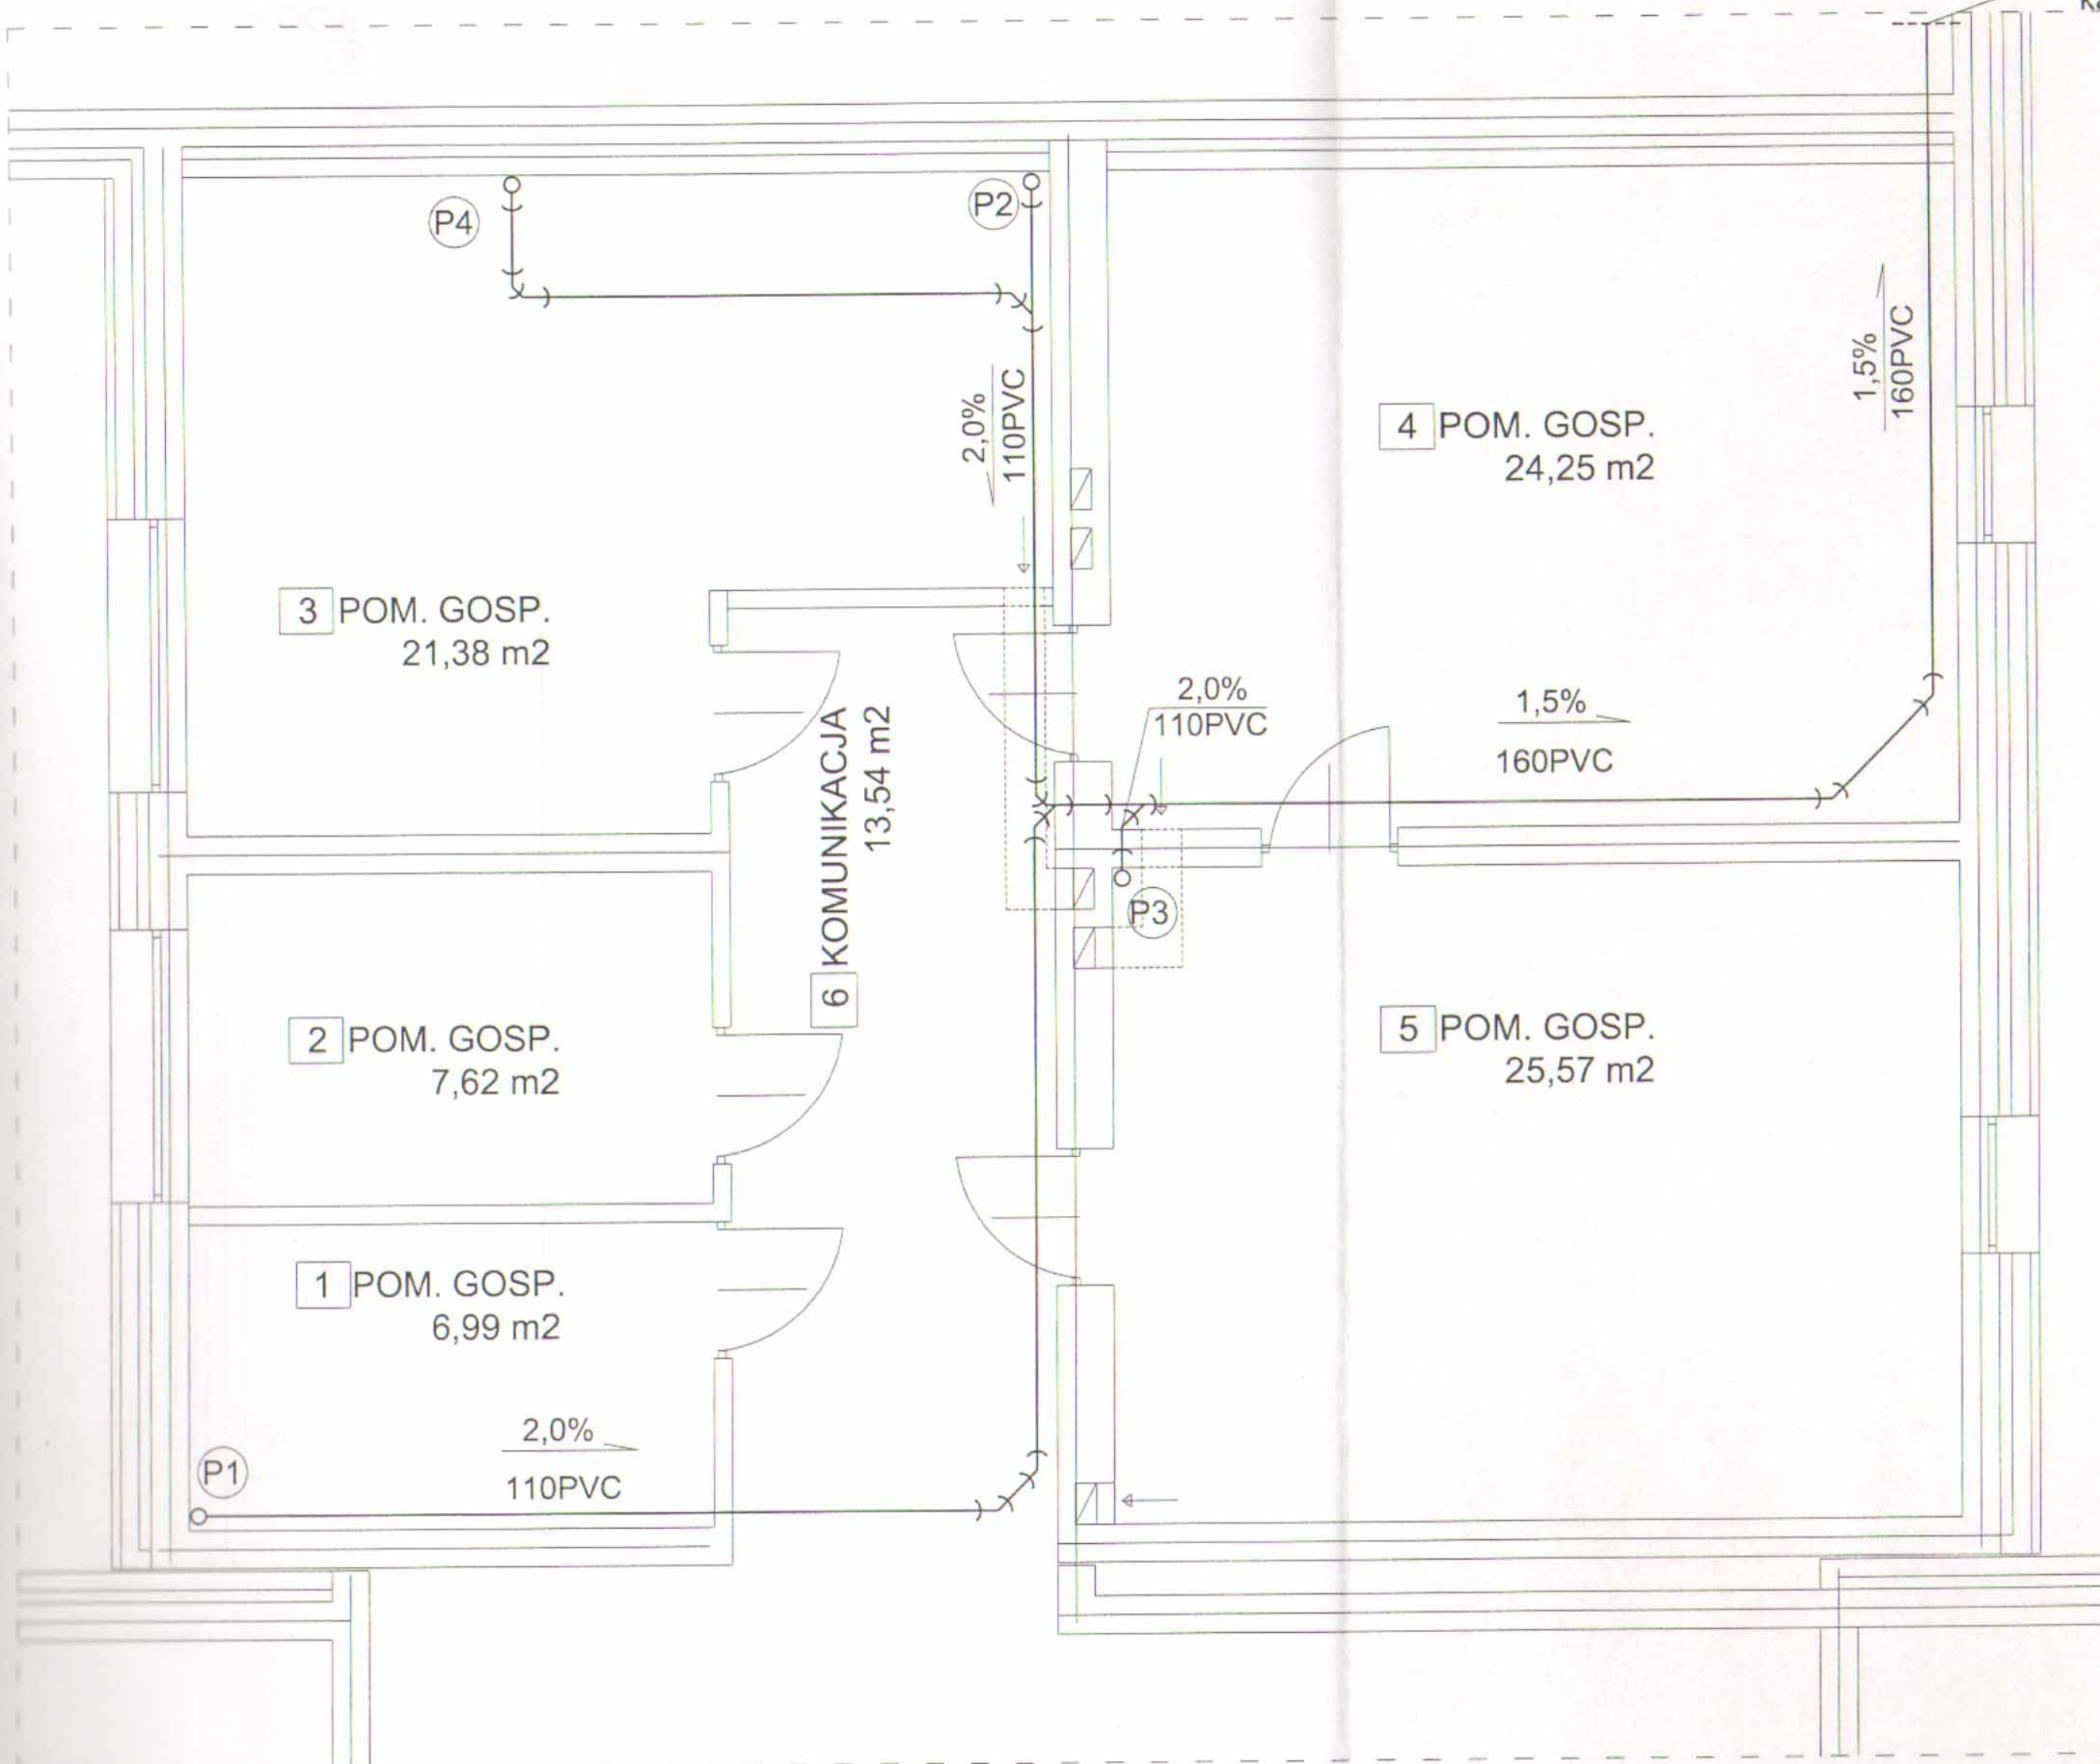 P4
P2
2,0%
110PVC
1,5%
160PVC
4 POM. GOSP.
24,25 m2
3 POM. GOSP.
21,38 m2
6 KOMUNIKACJA
13,54 m2
2,0%
110PVC
1,5%
160PVC
P3
2 POM. GOSP.
7,62 m2
5 POM. GOSP.
25,57 m2
1 POM. GOSP.
6,99 m2
P1
2,0%
110PVC